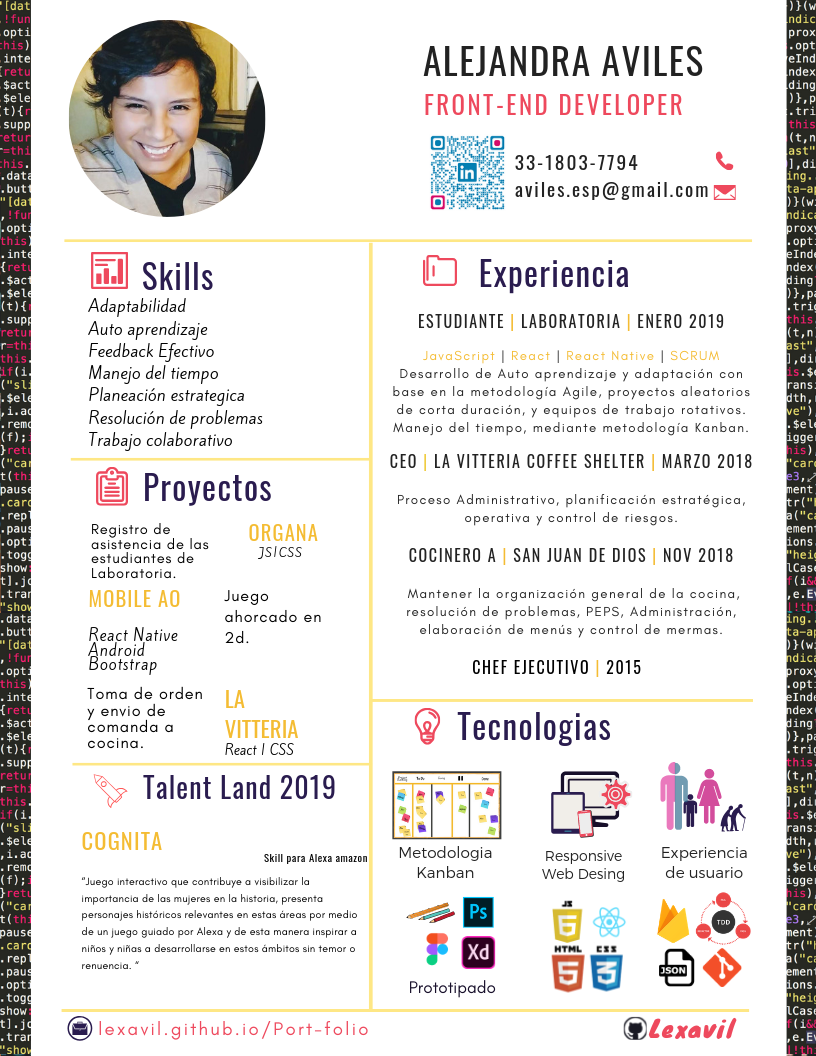 ALEJANDRA AVILES
FRONT-END DEVELOPER
in
33-1803-7794
aviles.esp@gmail.com
Skills
Adaptabilidad
Auto aprendizaje
Feedback Efectivo
Manejo del tiempo
Planeación estrategica
Resolución de problemas
Trabajo colaborativo
Proyectos
Registro de
asistencia de las
estudiantes de
Laboratoria.
ORGANA
JS|CSS
MOBILE AO
React Native
Android
Bootstrap
Juego
ahorcado en
2d.
Toma de orden
y envio de
comanda a
cocina.
LA
VITTERIA
React | CSS
Talent Land 2019
COGNITA
Skill para Alexa amazon
"Juego interactivo que contribuye a visibilizar la
importancia de las mujeres en la historia, presenta
personajes históricos relevantes en estas áreas por medio
de un juego guiado por Alexa y de esta manera inspirar a
niños y niñas a desarrollarse en estos ámbitos sin temor o
renuencia. "
Experiencia
ESTUDIANTE | LABORATORIA | ENERO 2019
JavaScript | React | React Native | SCRUM
Desarrollo de Auto aprendizaje y adaptación con
base en la metodología Agile, proyectos aleatorios
de corta duración, y equipos de trabajo rotativos.
Manejo del tiempo, mediante metodología Kanban.
CEO | LA VITTERIA COFFEE SHELTER | MARZO 2018
Proceso Administrativo, planificación estratégica,
operativa y control de riesgos.
COCINERO A | SAN JUAN DE DIOS | NOV 2018
Mantener la organización general de la cocina,
resolución de problemas, PEPS, Administración,
elaboración de menús y control de mermas.
CHEF EJECUTIVO | 2015
Tecnologias
Metodologia
Kanban
Responsive
Web Desing
Experiencia
de usuario
Ps
Xd
Prototipado
JS
HTML
5
CSS
3
TDD
JSON
lexavil.github.io/Port-folio
Lexavil